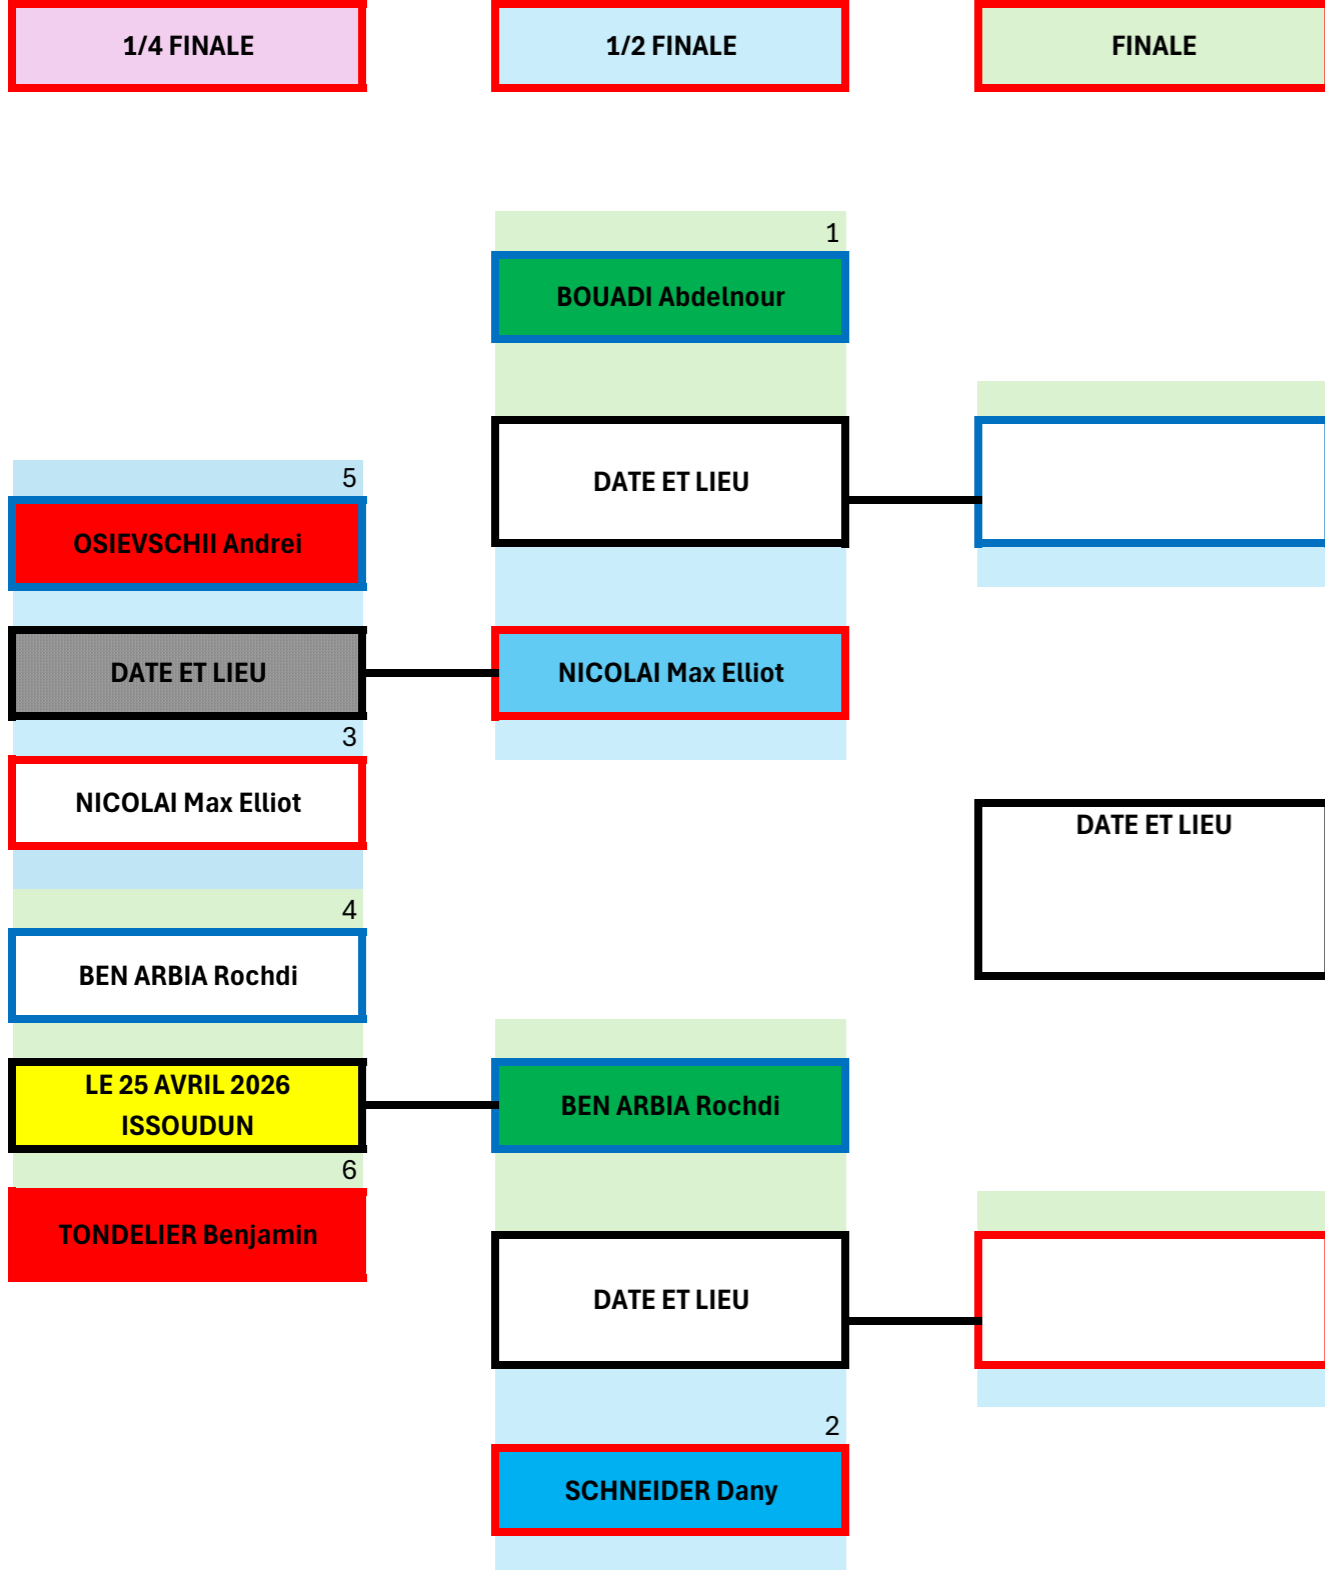 1/4 FINALE
1/2 FINALE
FINALE
1
BOUADI Abdelnour
DATE ET LIEU
5
OSIEVSCHII Andrei
DATE ET LIEU
NICOLAI Max Elliot
3
NICOLAI Max Elliot
DATE ET LIEU
4
BEN ARBIA Rochdi
LE 25 AVRIL 2026
ISSOUDUN
BEN ARBIA Rochdi
6
TONDELIER Benjamin
DATE ET LIEU
2
SCHNEIDER Dany